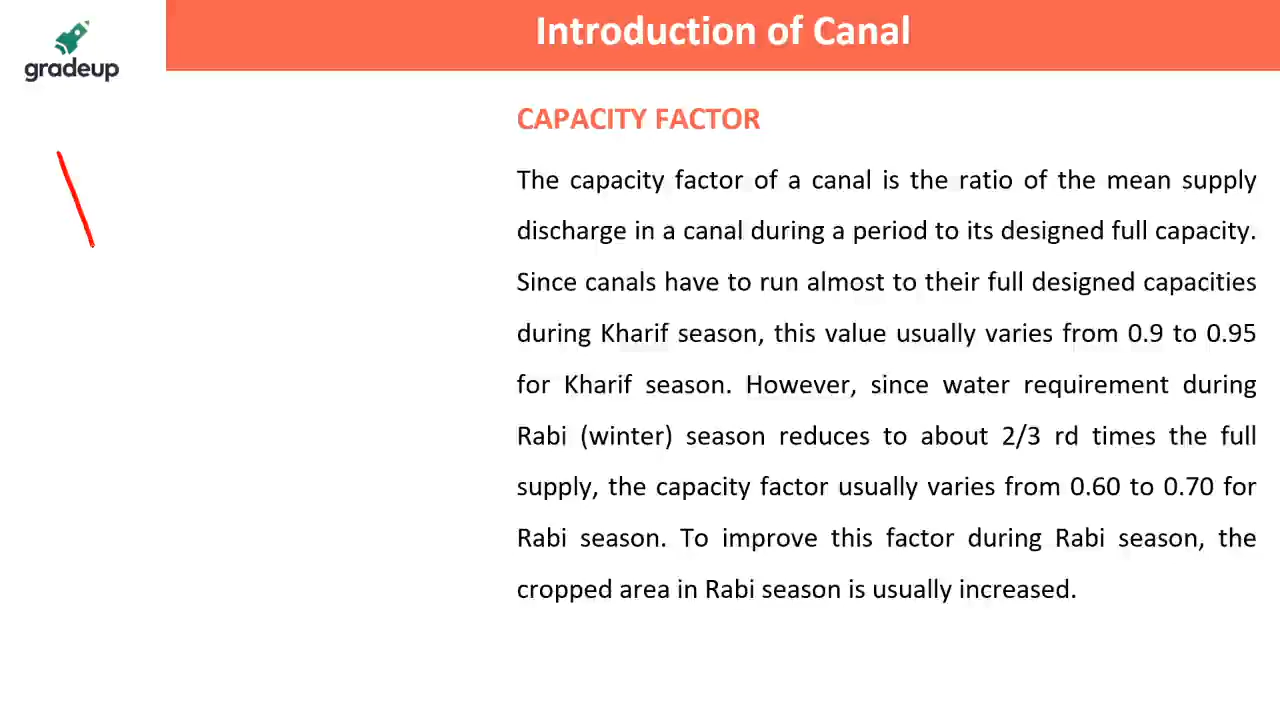 gradeup
Introduction of Canal
CAPACITY FACTOR
The capacity factor of a canal is the ratio of the mean supply
discharge in a canal during a period to its designed full capacity.
Since canals have to run almost to their full designed capacities
during Kharif season, this value usually varies from 0.9 to 0.95
for Kharif season. However, since water requirement during
Rabi (winter) season reduces to about 2/3 rd times the full
supply, the capacity factor usually varies from 0.60 to 0.70 for
Rabi season. To improve this factor during Rabi season, the
cropped area in Rabi season is usually increased.